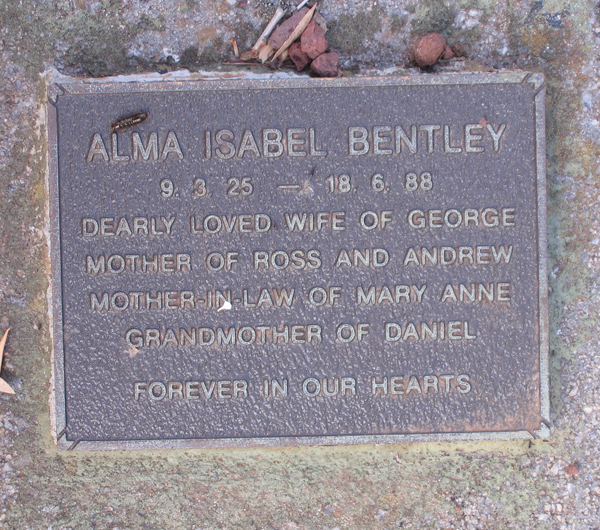 ALMA ISABEL BENTLEY
9. 3. 25 — 18. 6. 88
DEARLY LOVED WIFE OF GEORGE
MOTHER OF ROSS AND ANDREW
MOTHER-IN-LAW OF MARY ANNE
GRANDMOTHER OF DANIEL
FOREVER IN OUR HEARTS